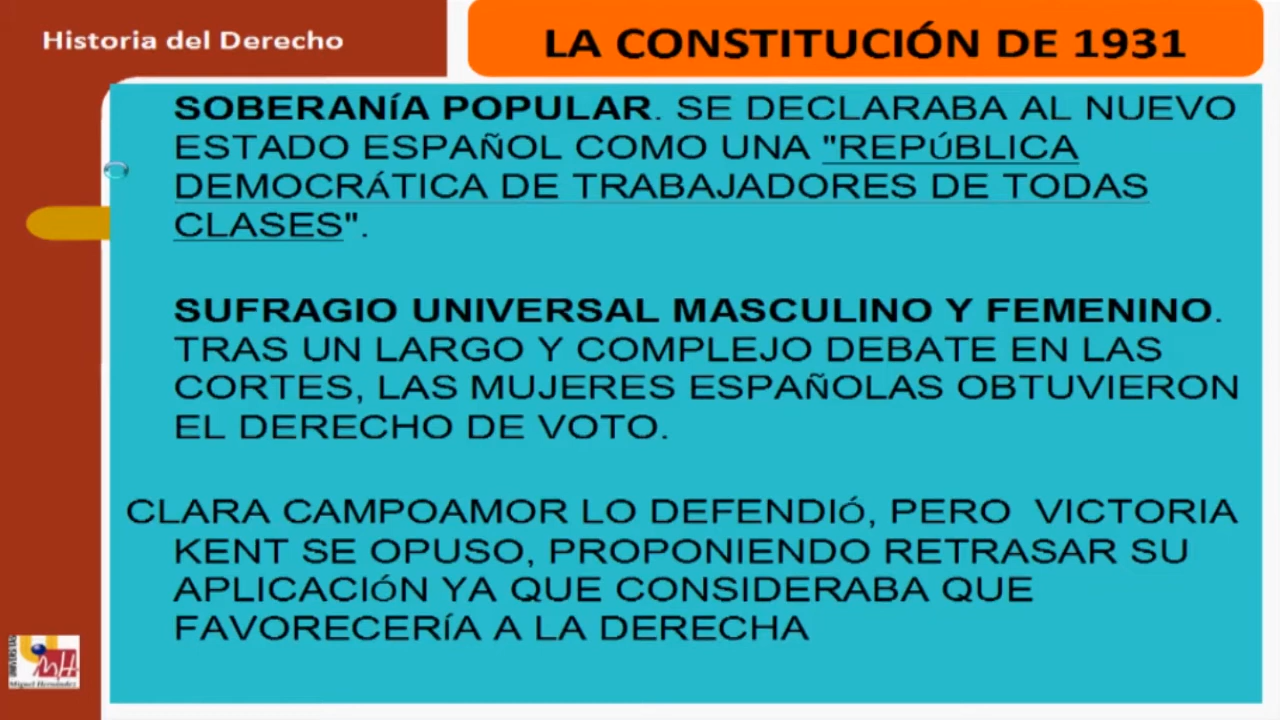 Historia del Derecho
LA CONSTITUCIÓN DE 1931
SOBERANÍA POPULAR. SE DECLARABA AL NUEVO
ESTADO ESPAÑOL COMO UNA "REPÚBLICA
DEMOCRÁTICA DE TRABAJADORES DE TODAS
CLASES".
SUFRAGIO UNIVERSAL MASCULINO Y FEMENINO.
TRAS UN LARGO Y COMPLEJO DEBATE EN LAS
CORTES, LAS MUJERES ESPAÑOLAS OBTUVIERON
EL DERECHO DE VOTO.
CLARA CAMPOAMOR LO DEFENDIÓ, PERO VICTORIA
KENT SE OPUSO, PROPONIENDO RETRASAR SU
APLICACIÓN YA QUE CONSIDERABA QUE
FAVORECERÍA A LA DERECHA
Miguel Hernández